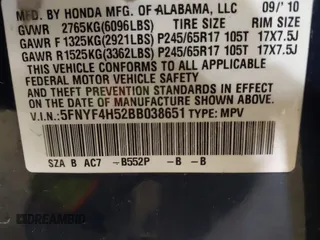 MFD. BY HONDA MFG. OF ALABAMA, LLC 09/'10
GVWR 2765KG(6096LBS) TIRE SIZE RIM SIZE
GAWR F 1325KG(2921LBS) P245/65R17 105T 17X7.5J
GAWR R 1525KG(3362LBS) P245/65R17 105T 17X7.5J
THIS VEHICLE CONFORMS TO ALL APPLICABLE
FEDERAL MOTOR VEHICLE SAFETY
AND THEFT PREVENTION STANDARDS IN EFFECT ON
THE DATE OF MANUFACTURE SHOWN ABOVE.
V.I.N.: 5FNYF4H52BB038651 TYPE: MPV
SZA B AC7 -B552P -B -B
© DREAMBID